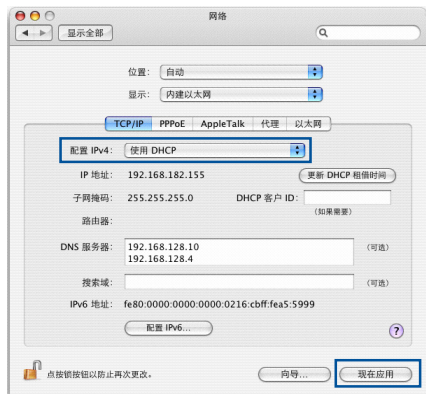 网络
显示全部
位置： 自动
显示： 内建以太网
TCP/IP PPPoE AppleTalk 代理 以太网
配置 IPv4： 使用 DHCP
IP 地址： 192.168.182.155 更新 DHCP 租借时间
子网掩码： 255.255.255.0 DHCP 客户 ID：
（如果需要）
路由器：
DNS 服务器： 192.168.128.10 （可选）
192.168.128.4
搜索域： （可选）
IPv6 地址： fe80:0000:0000:0000:0216:cbff:fea5:5999
配置 IPv6... ?
点按锁按钮以防止再次更改。 向导... 现在应用